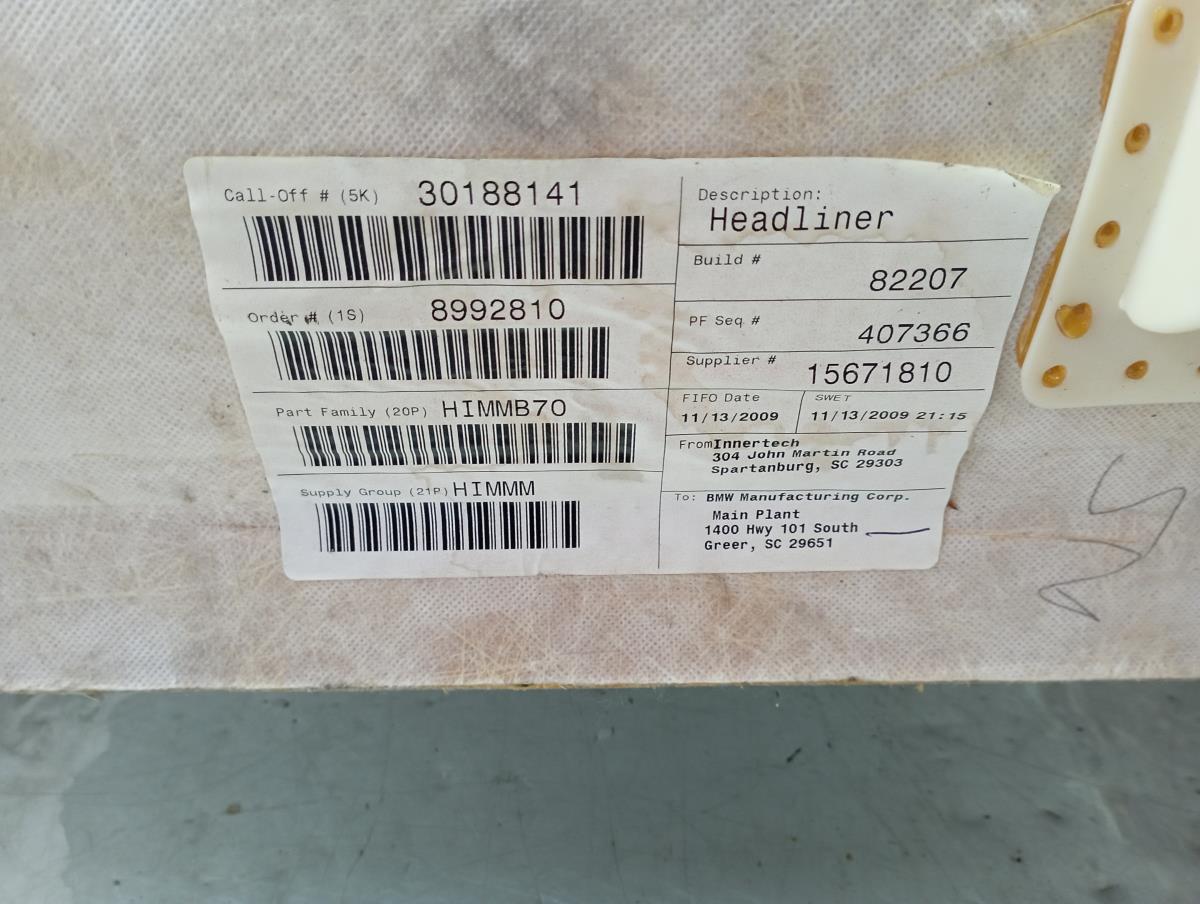 Call-Off # (5K) 30188141
Order # (1S) 8992810
Part Family (20P) HIMMB70
Supply Group (21P) HIMMM
Description:
Headliner
Build #
82207
PF Seq #
407366
Supplier #
15671810
FIFO Date
11/13/2009
SWET
11/13/2009 21:15
From Innertech
304 John Martin Road
Spartanburg, SC 29303
To: BMW Manufacturing Corp.
Main Plant
1400 Hwy 101 South
Greer, SC 29651